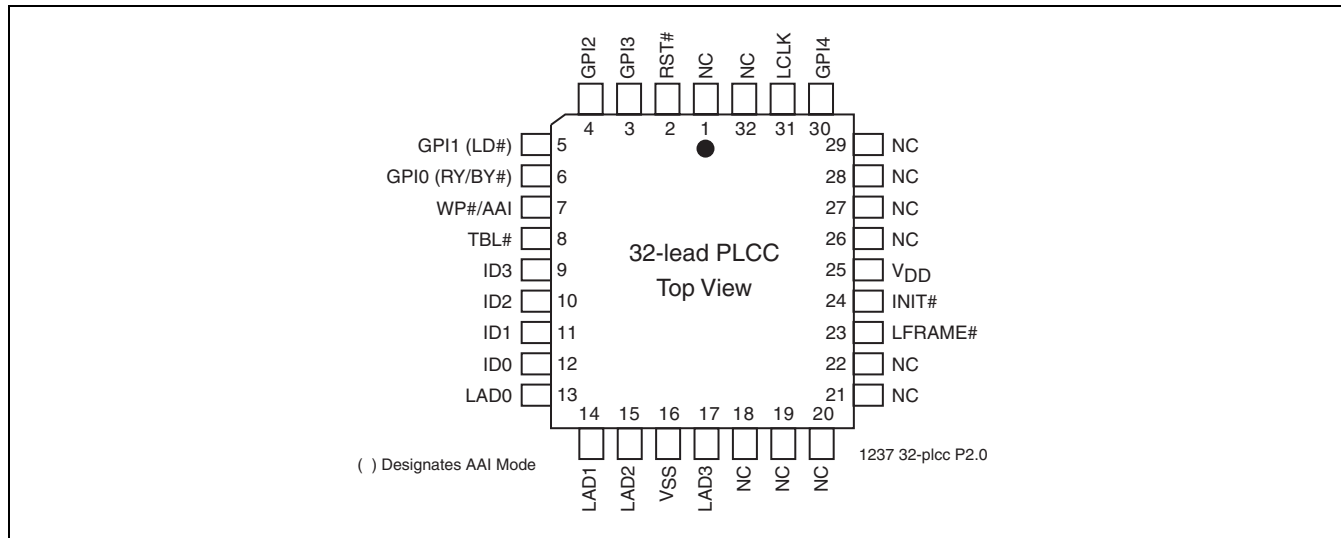 GPI2 GPI3 RST# NC NC LCLK GPI4
4 3 2 1 32 31 30
GPI1 (LD#) 5 29 NC
GPI0 (RY/BY#) 6 28 NC
WP#/AAI 7 27 NC
TBL# 8 26 NC
32-lead PLCC
Top View
ID3 9 25 VDD
ID2 10 24 INIT#
ID1 11 23 LFRAME#
ID0 12 22 NC
LAD0 13 21 NC
14 15 16 17 18 19 20
LAD1 LAD2 VSS LAD3 NC NC NC
( ) Designates AAI Mode
1237 32-plcc P2.0